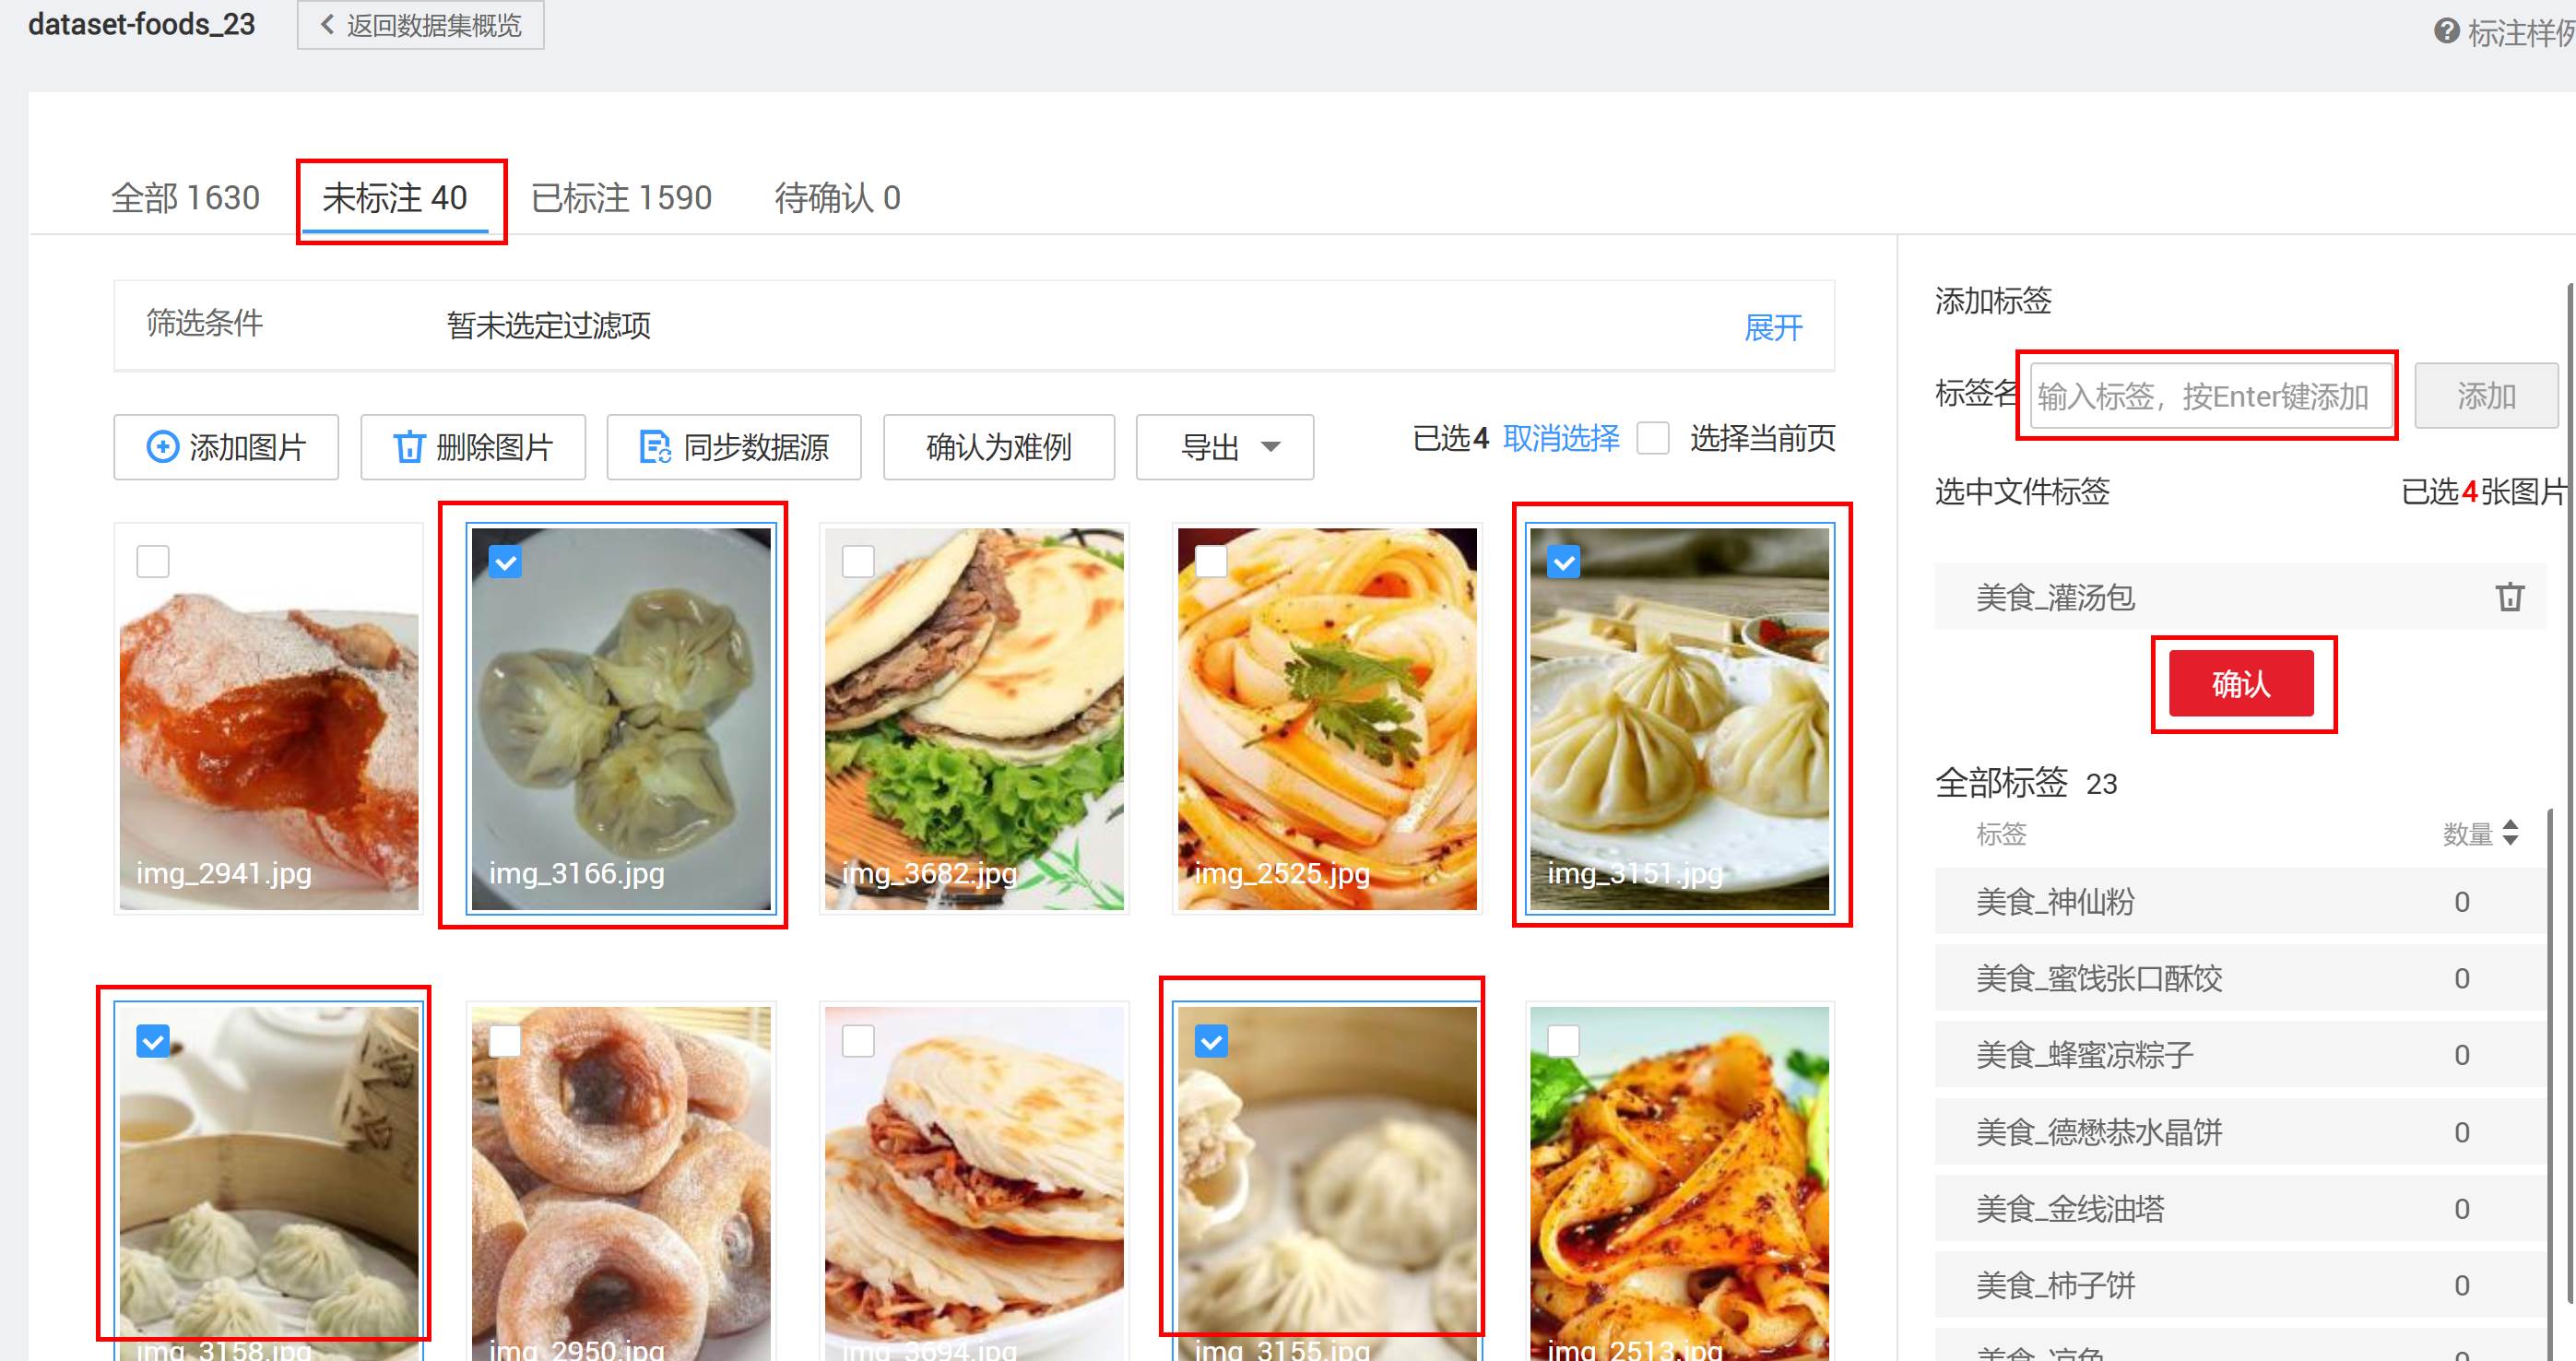 dataset-foods_23
返回数据集概览
标注样例
全部 1630
未标注 40
已标注 1590
待确认 0
筛选条件
暂未选定过滤项
展开
添加图片
删除图片
同步数据源
确认为难例
导出
已选4 取消选择
选择当前页
img_2941.jpg
img_3166.jpg
img_3682.jpg
img_2525.jpg
img_3151.jpg
img_3158.jpg
img_2950.jpg
img_3694.jpg
img_3155.jpg
img_2513.jpg
添加标签
标签名
输入标签，按Enter键添加
添加
选中文件标签
已选4张图片
美食_灌汤包
确认
全部标签 23
标签 数量
美食_神仙粉 0
美食_蜜饯张口酥饺 0
美食_蜂蜜凉粽子 0
美食_德懋恭水晶饼 0
美食_金线油塔 0
美食_柿子饼 0